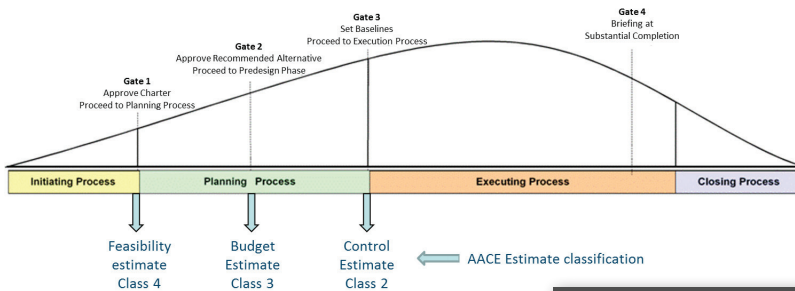 Gate 1
Approve Charter
Proceed to Planning Process
Gate 2
Approve Recommended Alternative
Proceed to Predesign Phase
Gate 3
Set Baselines
Proceed to Execution Process
Gate 4
Briefing at
Substantial Completion
Initiating Process
Planning Process
Executing Process
Closing Process
Feasibility
estimate
Class 4
Budget
Estimate
Class 3
Control
Estimate
Class 2
AACE Estimate classification